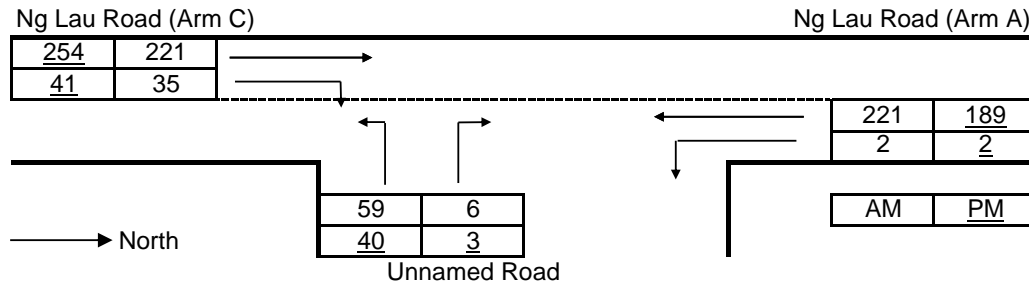 Ng Lau Road (Arm C) Ng Lau Road (Arm A)
254 221
41 35
221 189
2 2
59 6
AM PM
40 3
North
Unnamed Road